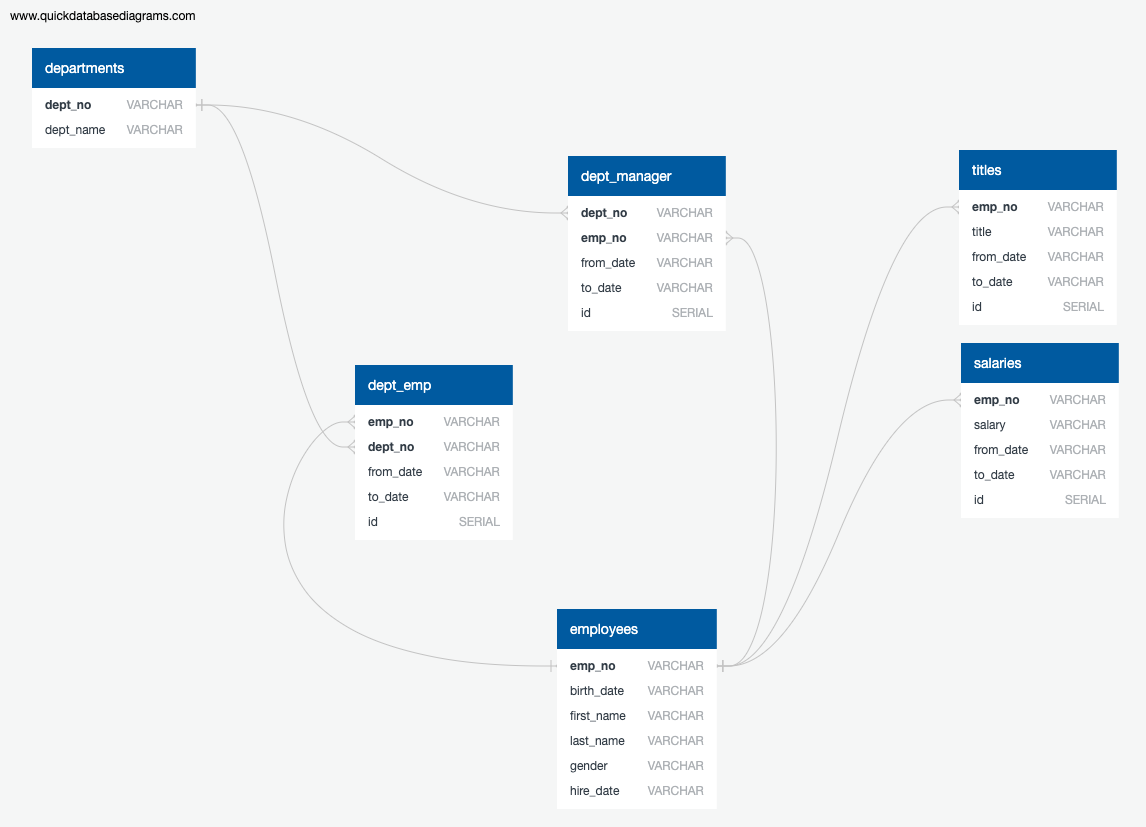 www.quickdatabasediagrams.com
departments
dept_no VARCHAR
dept_name VARCHAR
dept_manager
dept_no VARCHAR
emp_no VARCHAR
from_date VARCHAR
to_date VARCHAR
id SERIAL
titles
emp_no VARCHAR
title VARCHAR
from_date VARCHAR
to_date VARCHAR
id SERIAL
dept_emp
emp_no VARCHAR
dept_no VARCHAR
from_date VARCHAR
to_date VARCHAR
id SERIAL
salaries
emp_no VARCHAR
salary VARCHAR
from_date VARCHAR
to_date VARCHAR
id SERIAL
employees
emp_no VARCHAR
birth_date VARCHAR
first_name VARCHAR
last_name VARCHAR
gender VARCHAR
hire_date VARCHAR